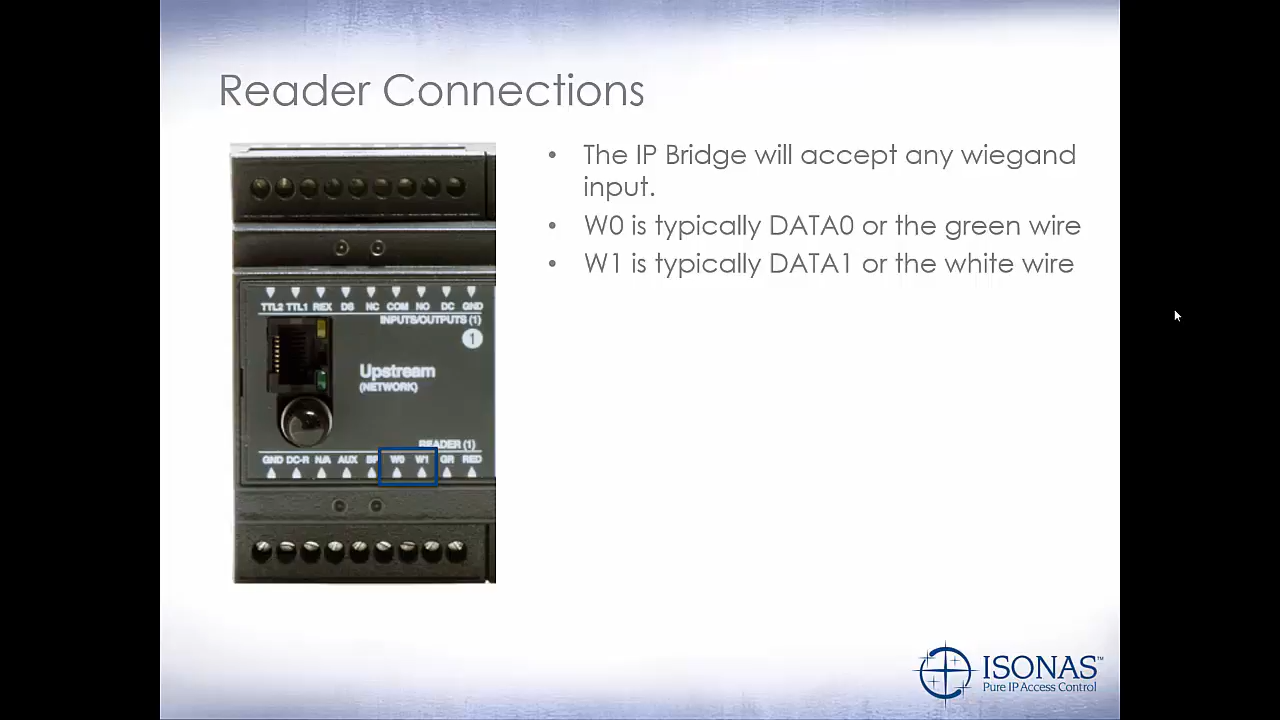 Reader Connections
• The IP Bridge will accept any wiegand
input.
• W0 is typically DATA0 or the green wire
• W1 is typically DATA1 or the white wire
TTL2 TTL1 REX DS NC COM NO DC GND
INPUTS/OUTPUTS (1)
1
Upstream
(NETWORK)
READER (1)
GND DC-R N/A AUX BP W0 W1 GR RED
ISONAS™
Pure IP Access Control